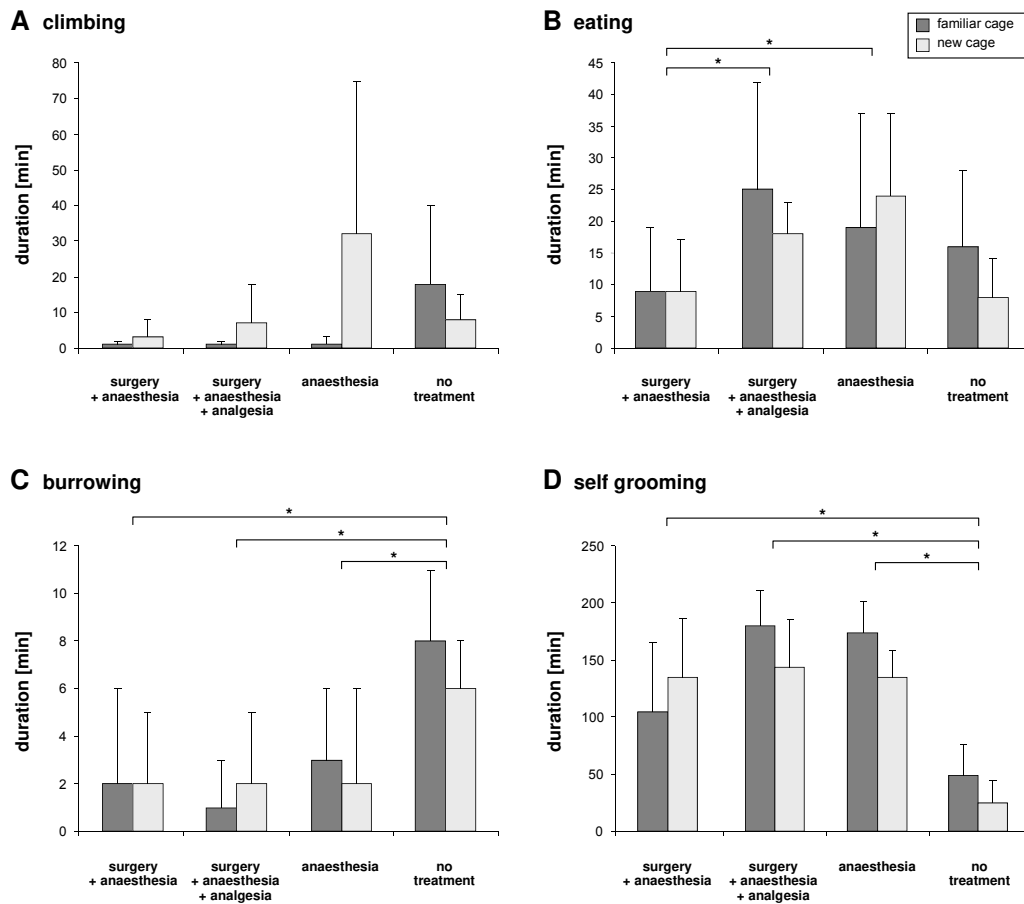 A climbing
duration [min]
80
70
60
50
40
30
20
10
0
surgery
+ anaesthesia
surgery
+ anaesthesia
+ analgesia
anaesthesia
no
treatment
B eating
familiar cage
new cage
*
*
duration [min]
45
40
35
30
25
20
15
10
5
0
surgery
+ anaesthesia
surgery
+ anaesthesia
+ analgesia
anaesthesia
no
treatment
C burrowing
*
*
*
duration [min]
12
10
8
6
4
2
0
surgery
+ anaesthesia
surgery
+ anaesthesia
+ analgesia
anaesthesia
no
treatment
D self grooming
*
*
*
duration [min]
250
200
150
100
50
0
surgery
+ anaesthesia
surgery
+ anaesthesia
+ analgesia
anaesthesia
no
treatment